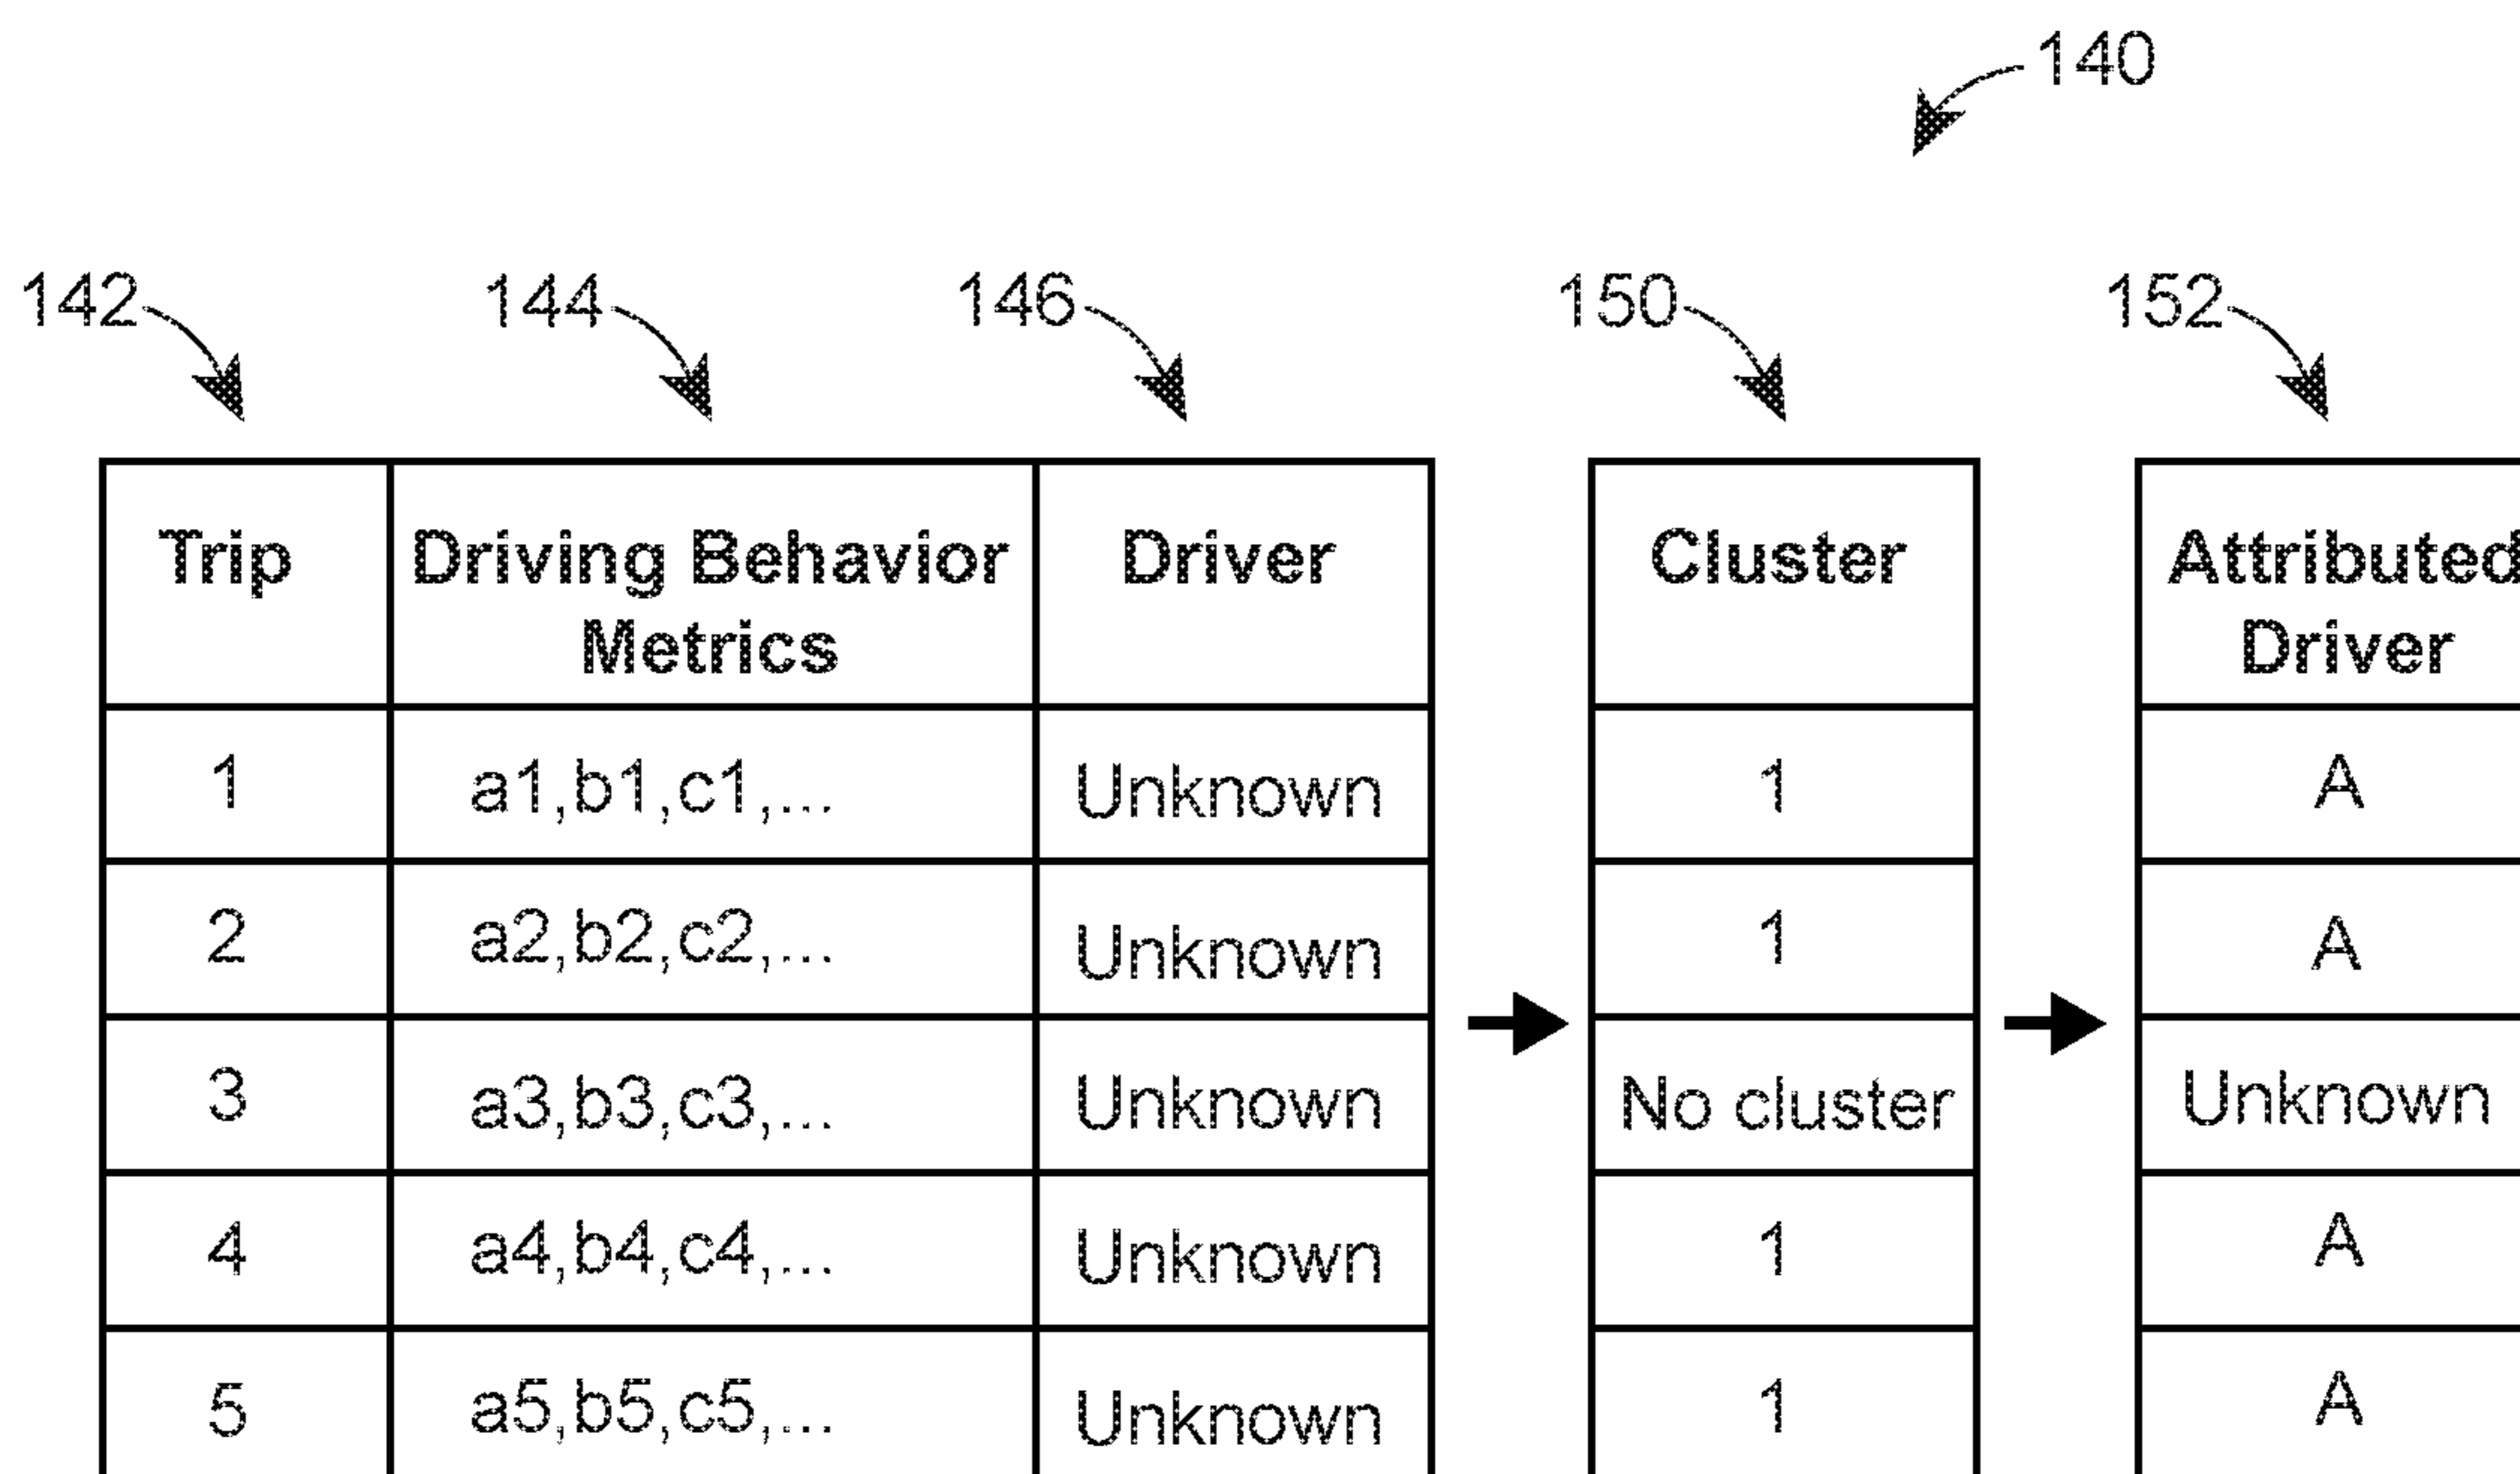 140
142 144 146 150 152
Trip Driving Behavior Driver Cluster Attributed
Metrics Driver
1 a1,b1,c1,... Unknown 1 A
2 a2,b2,c2,... Unknown 1 A
3 a3,b3,c3,... Unknown No cluster Unknown
4 a4,b4,c4,... Unknown 1 A
5 a5,b5,c5,... Unknown 1 A